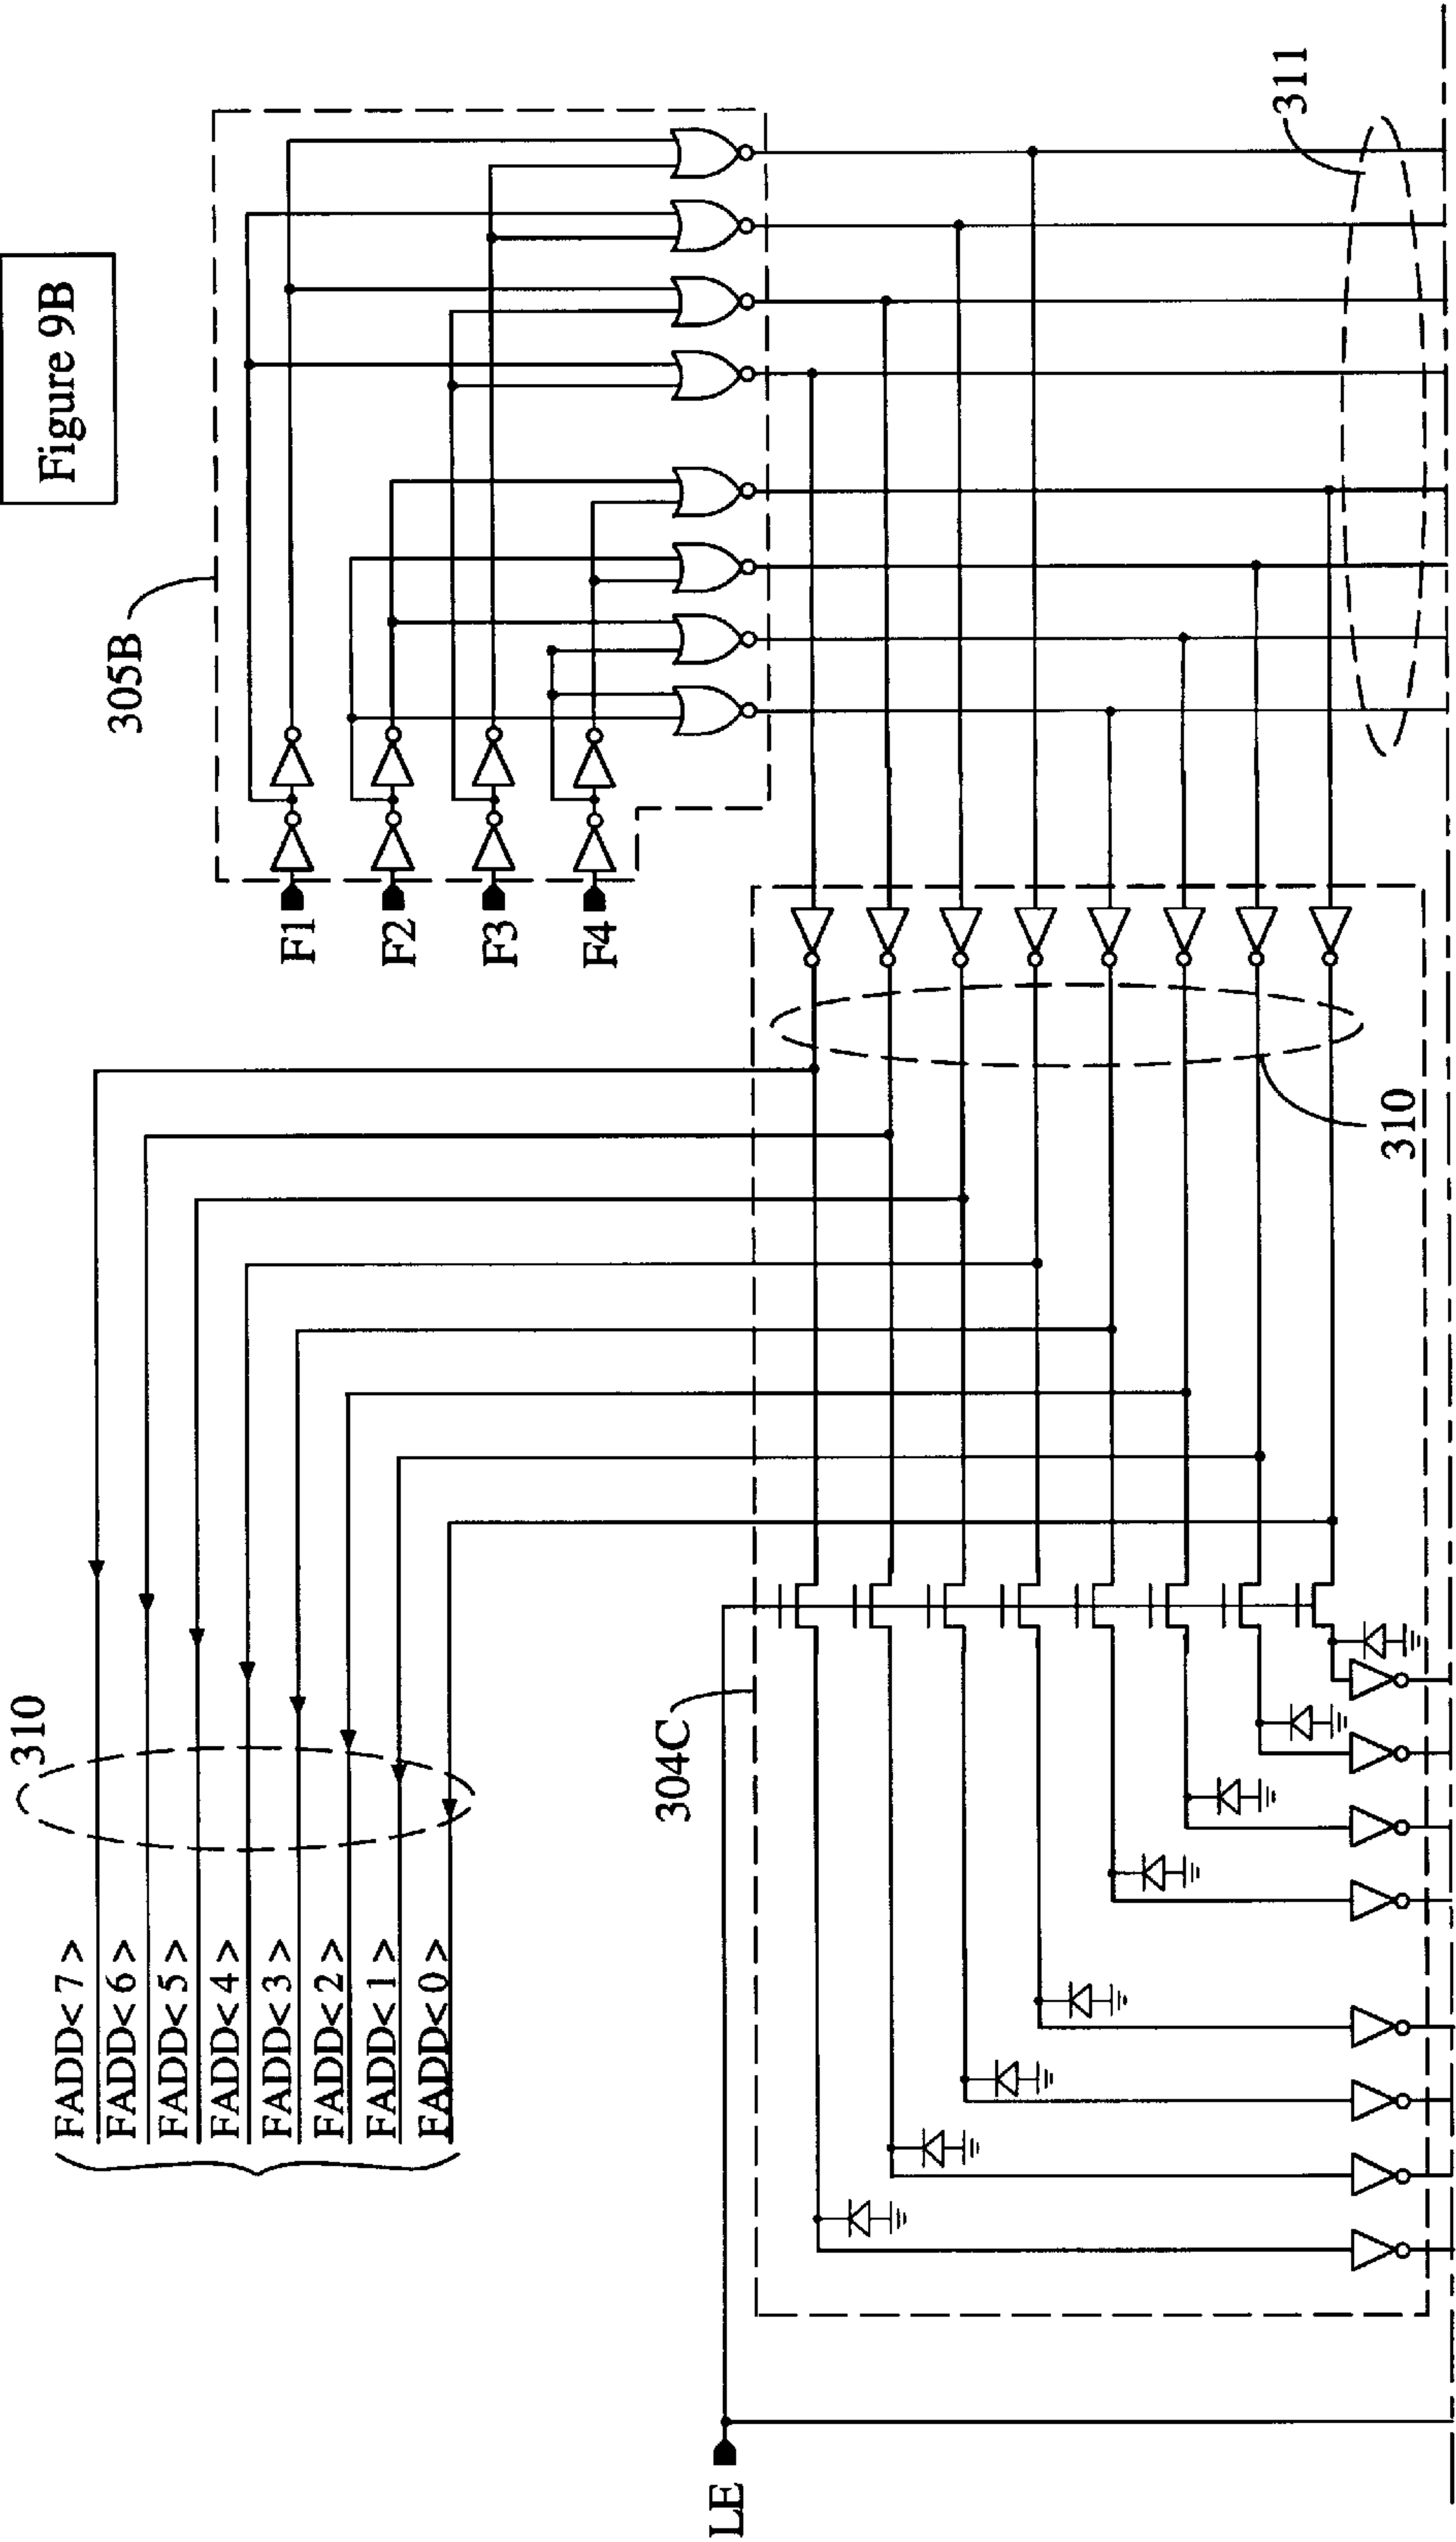 Figure 9B
305B
311
F1
F2
F3
F4
310
310
304C
FADD<7>
FADD<6>
FADD<5>
FADD<4>
FADD<3>
FADD<2>
FADD<1>
FADD<0>
LE